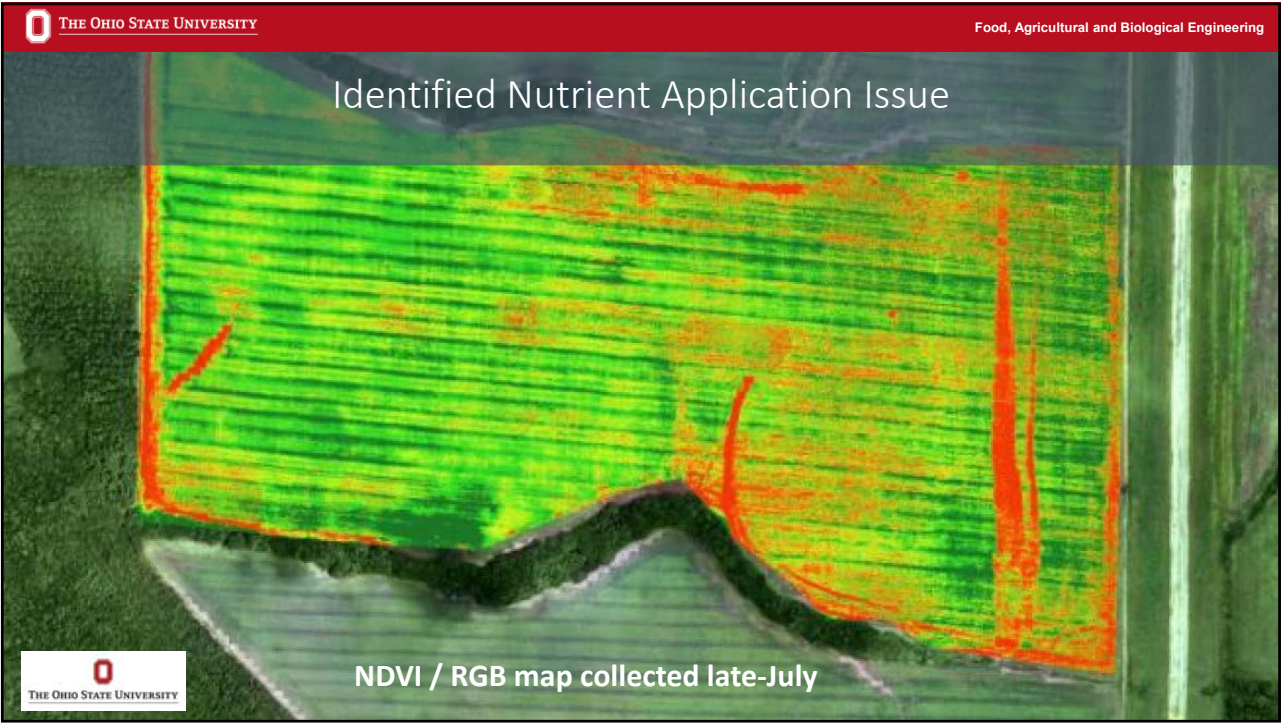 THE OHIO STATE UNIVERSITY
Food, Agricultural and Biological Engineering
Identified Nutrient Application Issue
NDVI / RGB map collected late-July
THE OHIO STATE UNIVERSITY